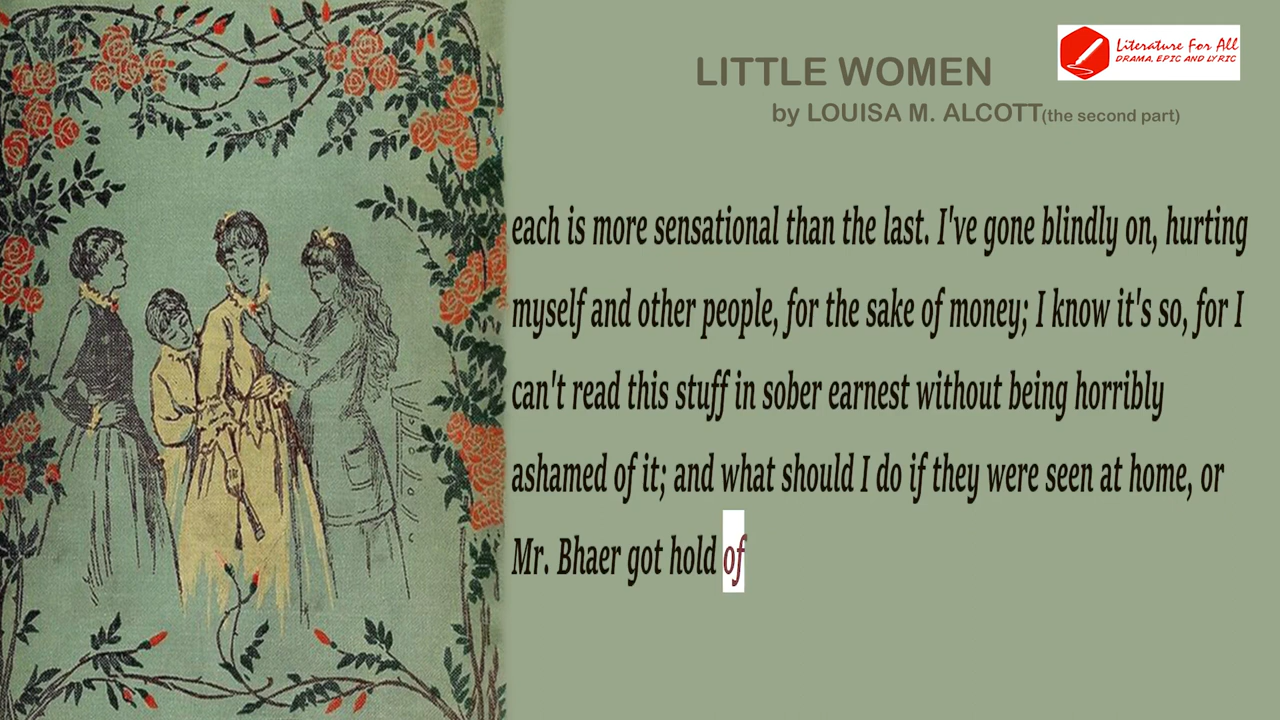 LITTLE WOMEN
by LOUISA M. ALCOTT(the second part)
Literature For All
DRAMA, EPIC AND LYRIC
each is more sensational than the last. I've gone blindly on, hurting
myself and other people, for the sake of money; I know it's so, for I
can't read this stuff in sober earnest without being horribly
ashamed of it; and what should I do if they were seen at home, or
Mr. Bhaer got hold of